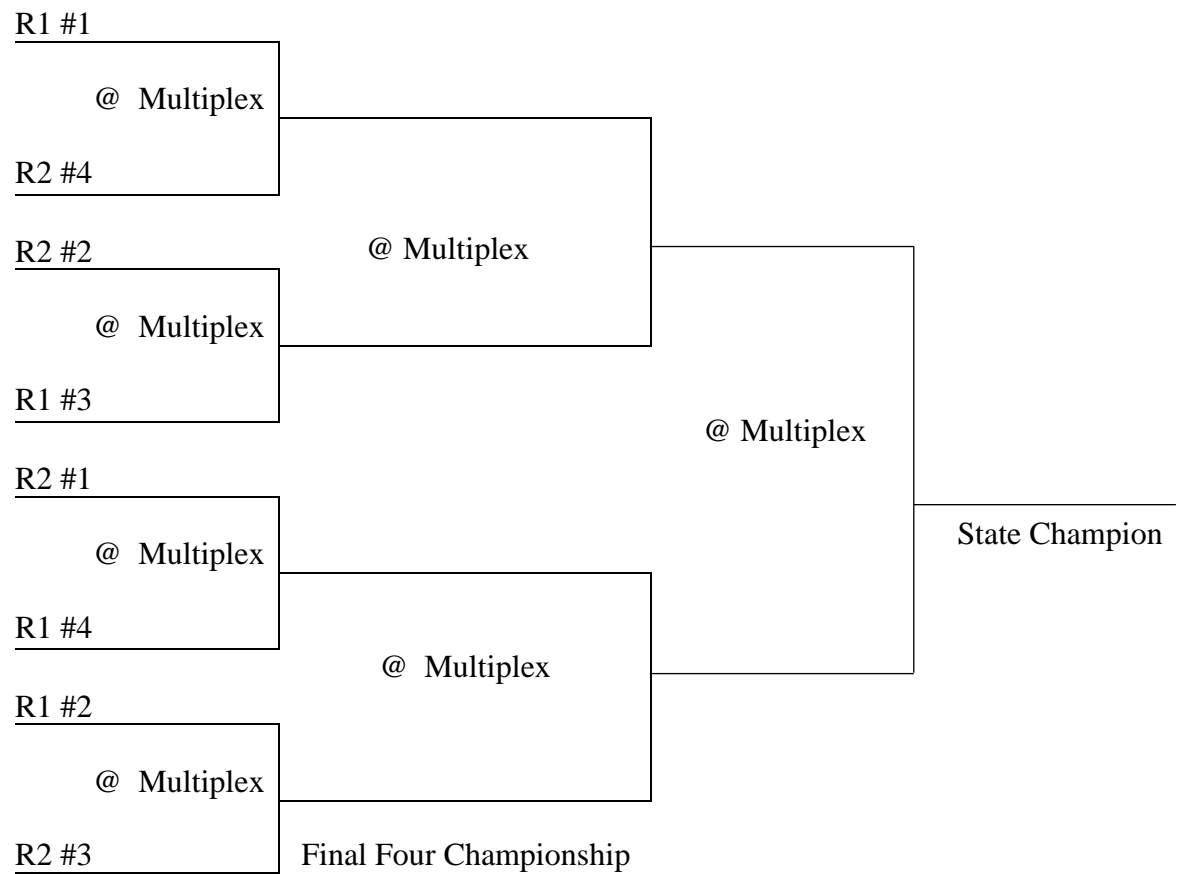 R1 #1
@ Multiplex
R2 #4
R2 #2
@ Multiplex
@ Multiplex
R1 #3
@ Multiplex
R2 #1
State Champion
@ Multiplex
R1 #4
@ Multiplex
R1 #2
@ Multiplex
R2 #3
Final Four Championship